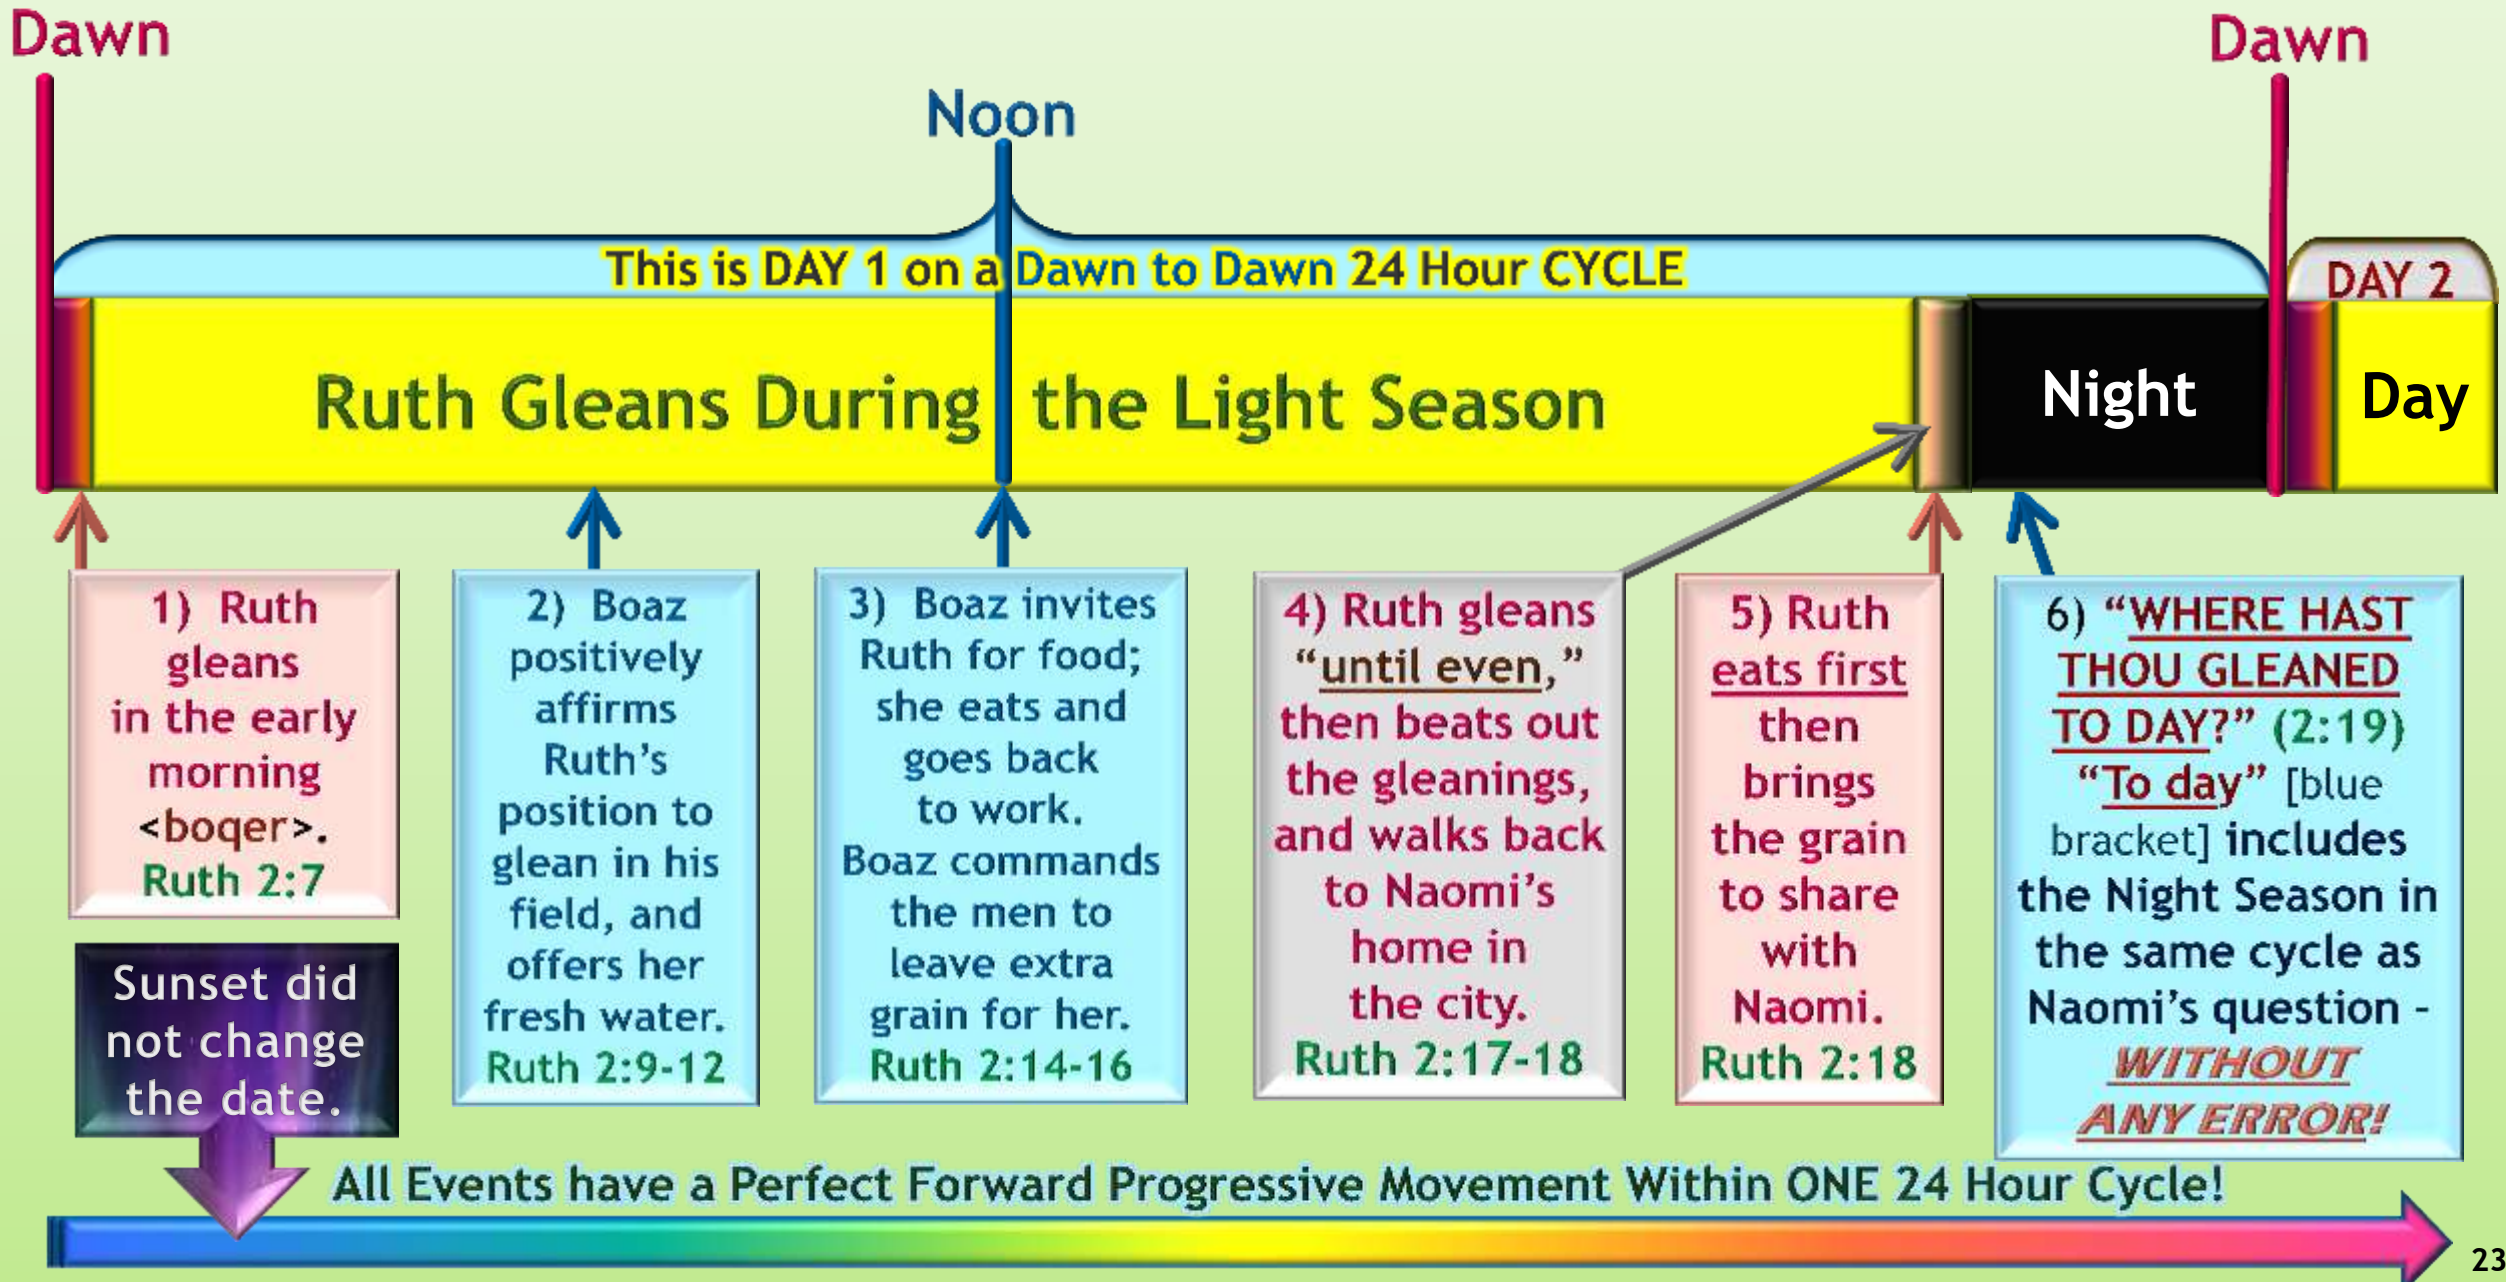 Dawn
Dawn
Noon
This is DAY 1 on a Dawn to Dawn 24 Hour CYCLE
DAY 2
Ruth Gleans During the Light Season
Night
Day
1) Ruth
gleans
in the early
morning
<boqer>.
Ruth 2:7
2) Boaz
positively
affirms
Ruth's
position to
glean in his
field, and
offers her
fresh water.
Ruth 2:9-12
3) Boaz invites
Ruth for food;
she eats and
goes back
to work.
Boaz commands
the men to
leave extra
grain for her.
Ruth 2:14-16
4) Ruth gleans
“until even,”
then beats out
the gleanings,
and walks back
to Naomi's
home in
the city.
Ruth 2:17-18
5) Ruth
eats first
then
brings
the grain
to share
with
Naomi.
Ruth 2:18
6) “WHERE HAST
THOU GLEANED
TO DAY?” (2:19)
“To day” [blue
bracket] includes
the Night Season in
the same cycle as
Naomi's question –
WITHOUT
ANY ERROR!
Sunset did
not change
the date.
All Events have a Perfect Forward Progressive Movement Within ONE 24 Hour Cycle!
23